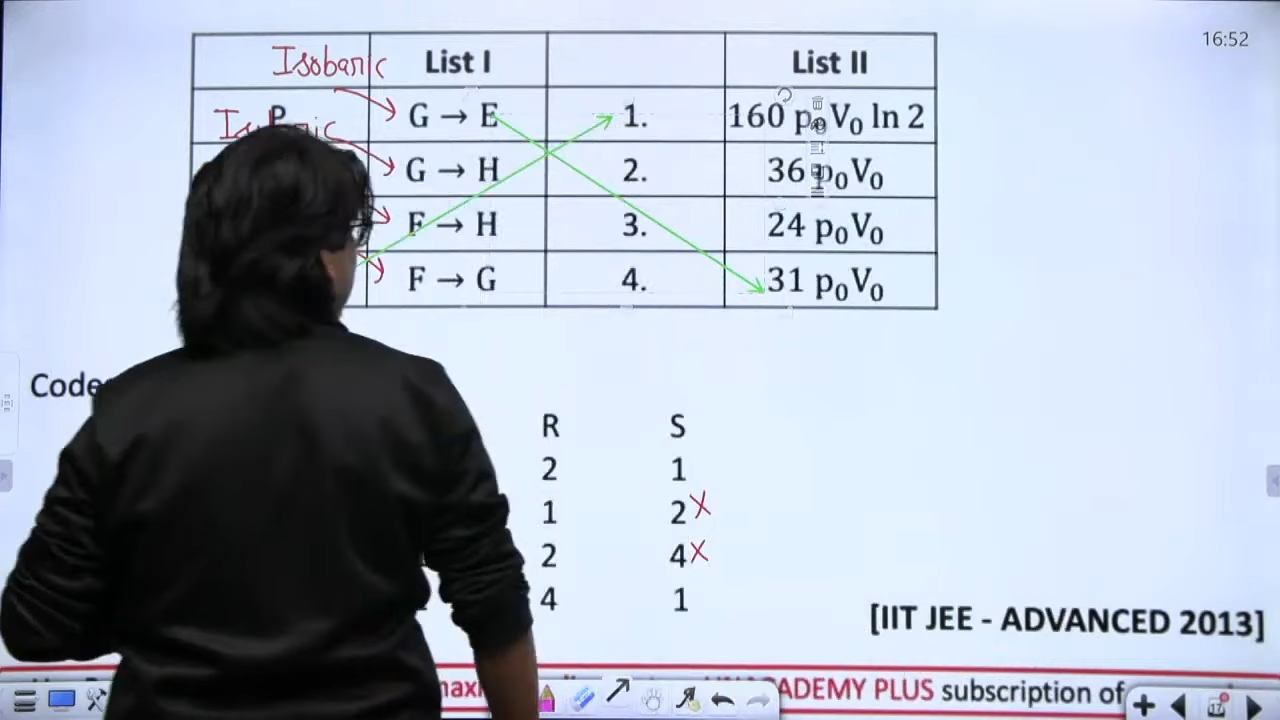 16:52
Isobaric
List I
List II
P
G → E
1.
160 p₀V₀ ln 2
G → H
2.
36 p₀V₀
F → H
3.
24 p₀V₀
F → G
4.
31 p₀V₀
R S
2 1
1 2 X
2 4 X
4 1
[IIT JEE - ADVANCED 2013]
ACADEMY PLUS subscription of